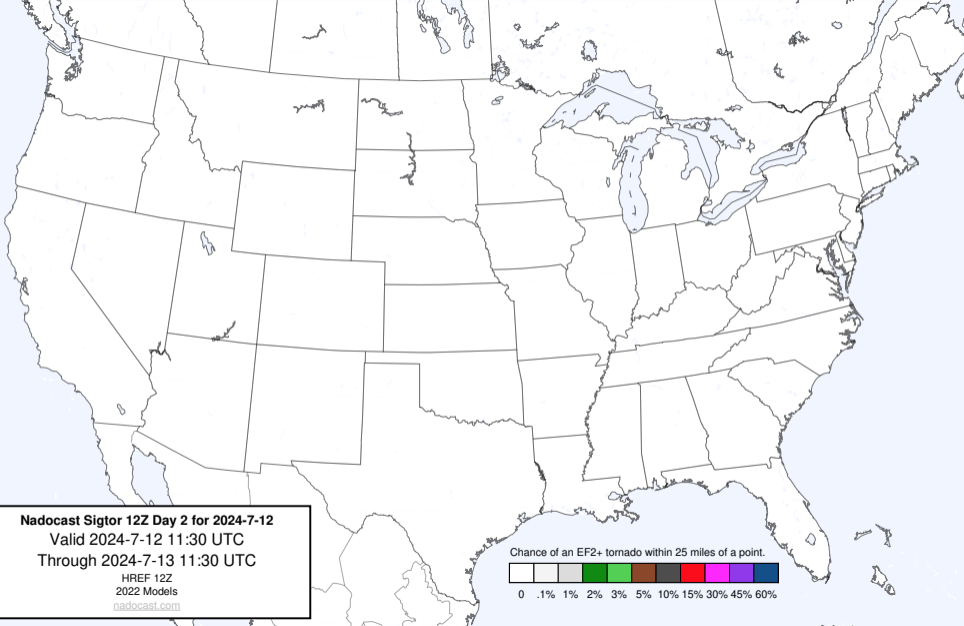 Nadocast Sigtor 12Z Day 2 for 2024-7-12
Valid 2024-7-12 11:30 UTC
Through 2024-7-13 11:30 UTC
HREF 12Z
2022 Models
nadocast.com
Chance of an EF2+ tornado within 25 miles of a point.
0 .1% 1% 2% 3% 5% 10% 15% 30% 45% 60%